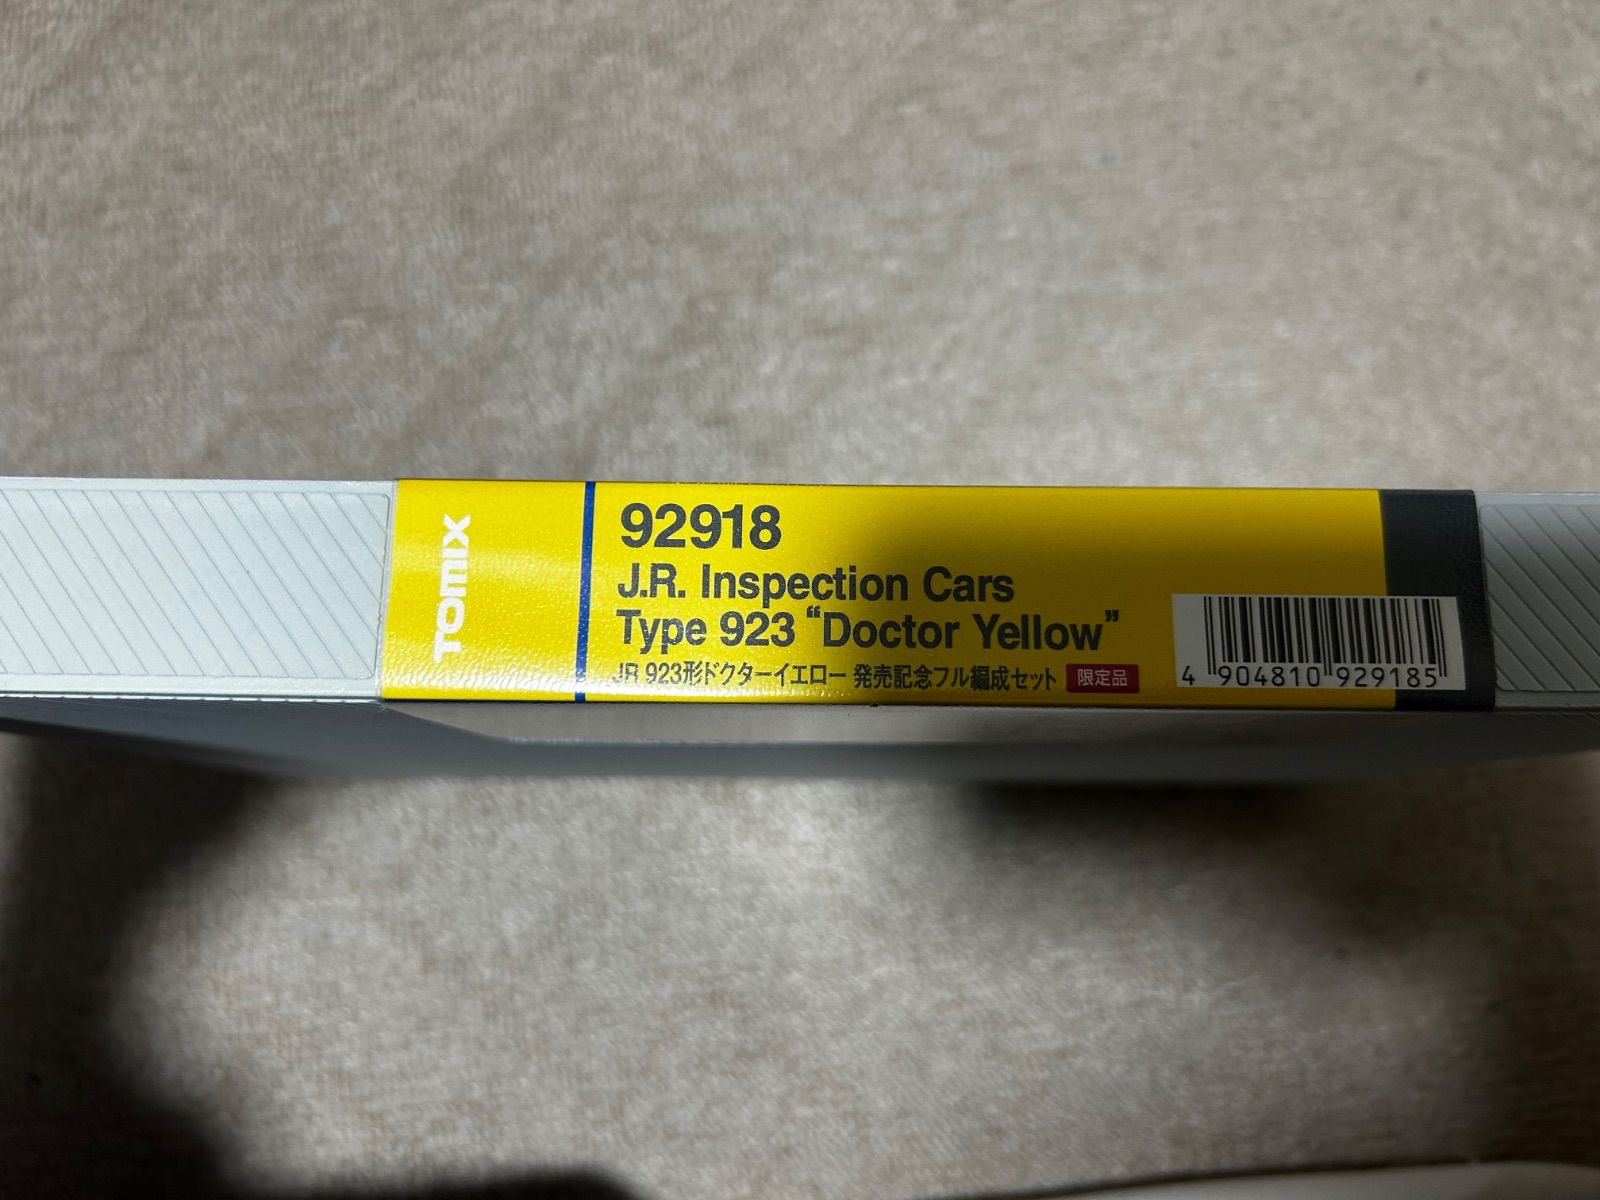 TOMIX
92918
J.R. Inspection Cars
Type 923 “Doctor Yellow”
JR 923形ドクターイエロー 発売記念フル編成セット 限定品
4 904810 929185